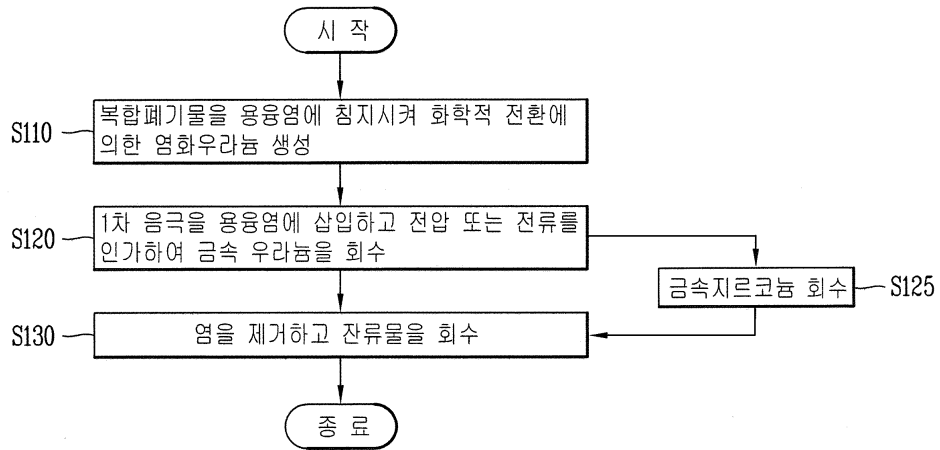 시 작
S110
복합폐기물을 용융염에 침지시켜 화학적 전환에
의한 염화우라늄 생성
S120
1차 음극을 용융염에 삽입하고 전압 또는 전류를
인가하여 금속 우라늄을 회수
금속지르코늄 회수
S125
S130
염을 제거하고 잔류물을 회수
종 료